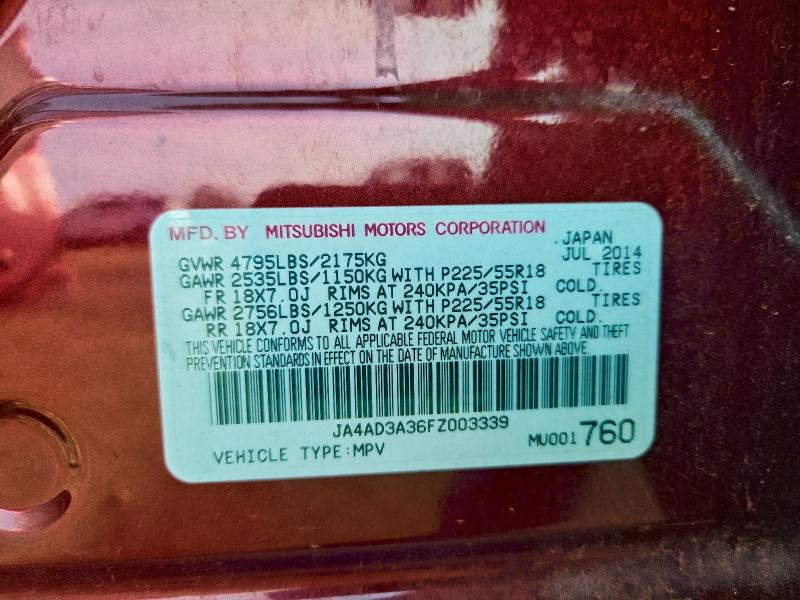 MFD. BY MITSUBISHI MOTORS CORPORATION
.JAPAN
GVWR 4795LBS/2175KG JUL 2014
GAWR 2535LBS/1150KG WITH P225/55R18 TIRES
FR 18X7.0J RIMS AT 240KPA/35PSI COLD.
GAWR 2756LBS/1250KG WITH P225/55R18 TIRES
RR 18X7.0J RIMS AT 240KPA/35PSI COLD.
THIS VEHICLE CONFORMS TO ALL APPLICABLE FEDERAL MOTOR VEHICLE SAFETY AND THEFT
PREVENTION STANDARDS IN EFFECT ON THE DATE OF MANUFACTURE SHOWN ABOVE.
JA4AD3A36FZ003339
VEHICLE TYPE:MPV MU001760